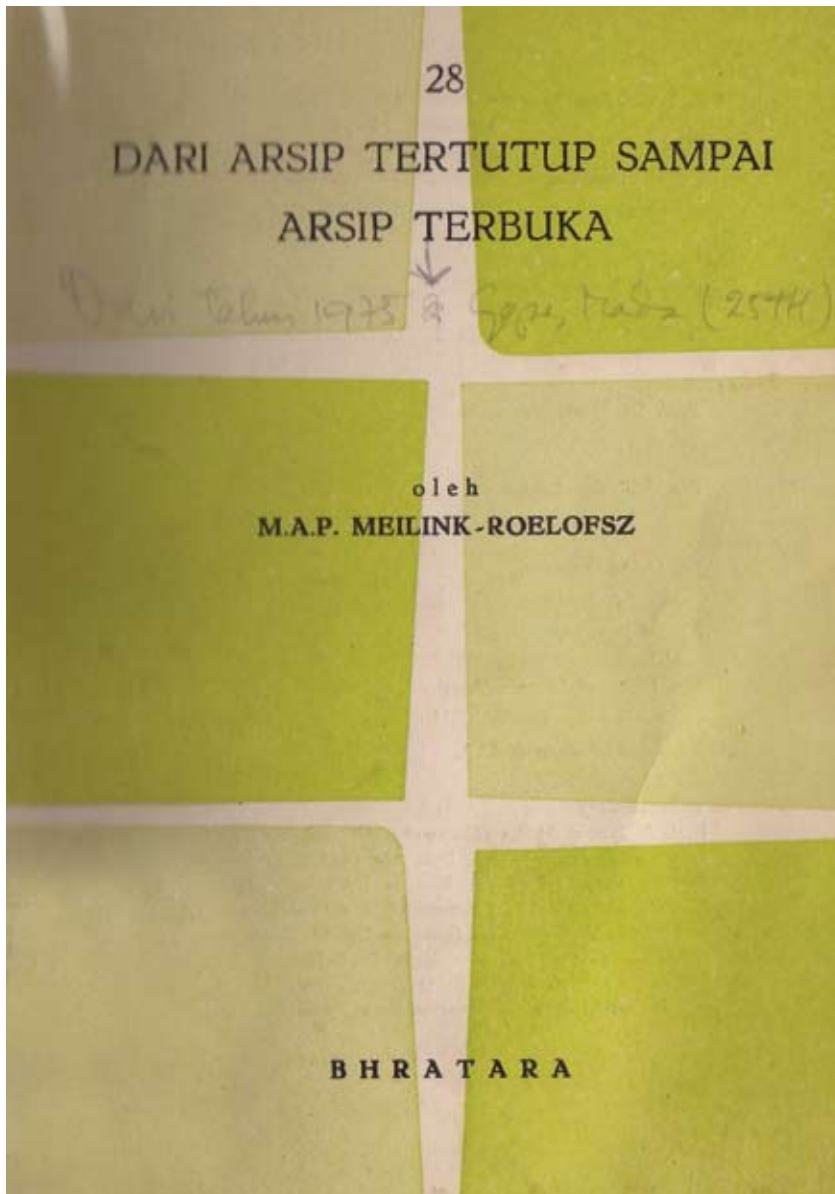 28
DARI ARSIP TERTUTUP SAMPAI
ARSIP TERBUKA
Dari Tahun 1975
oleh
M.A.P. MEILINK-ROELOFSZ
BHRATARA